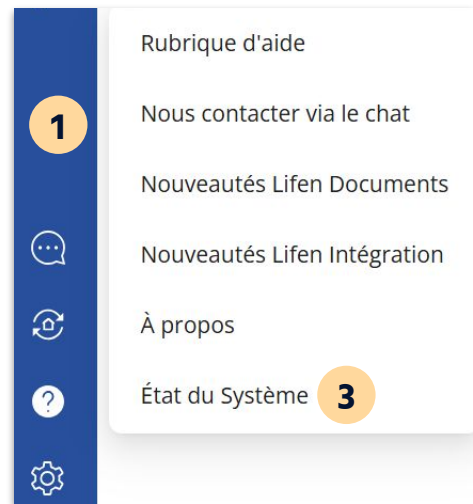 Rubrique d'aide
1
Nous contacter via le chat
Nouveautés Lifen Documents
Nouveautés Lifen Intégration
À propos
?
État du Système 3